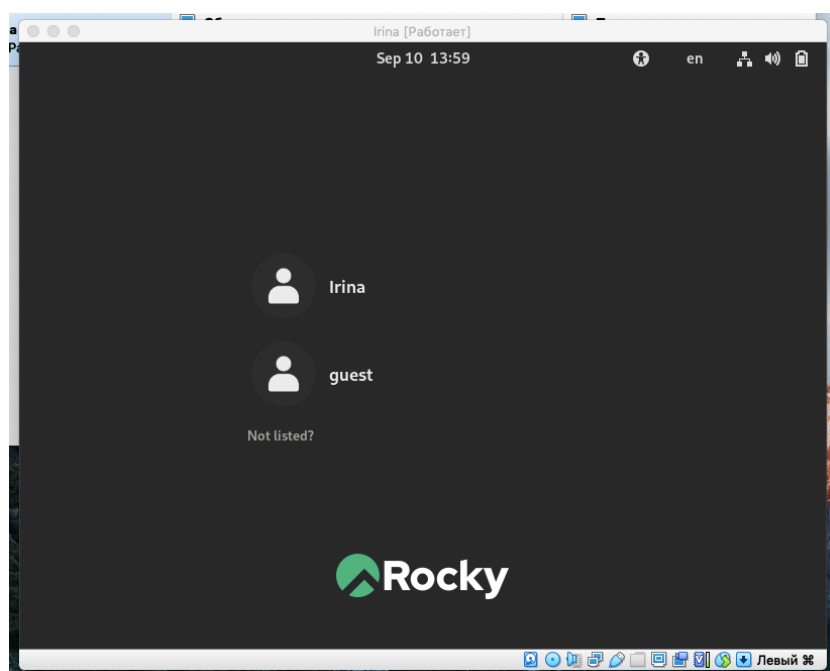 Irina [Работает]
Sep 10 13:59
en
Irina
guest
Not listed?
Rocky
Левый ⌘